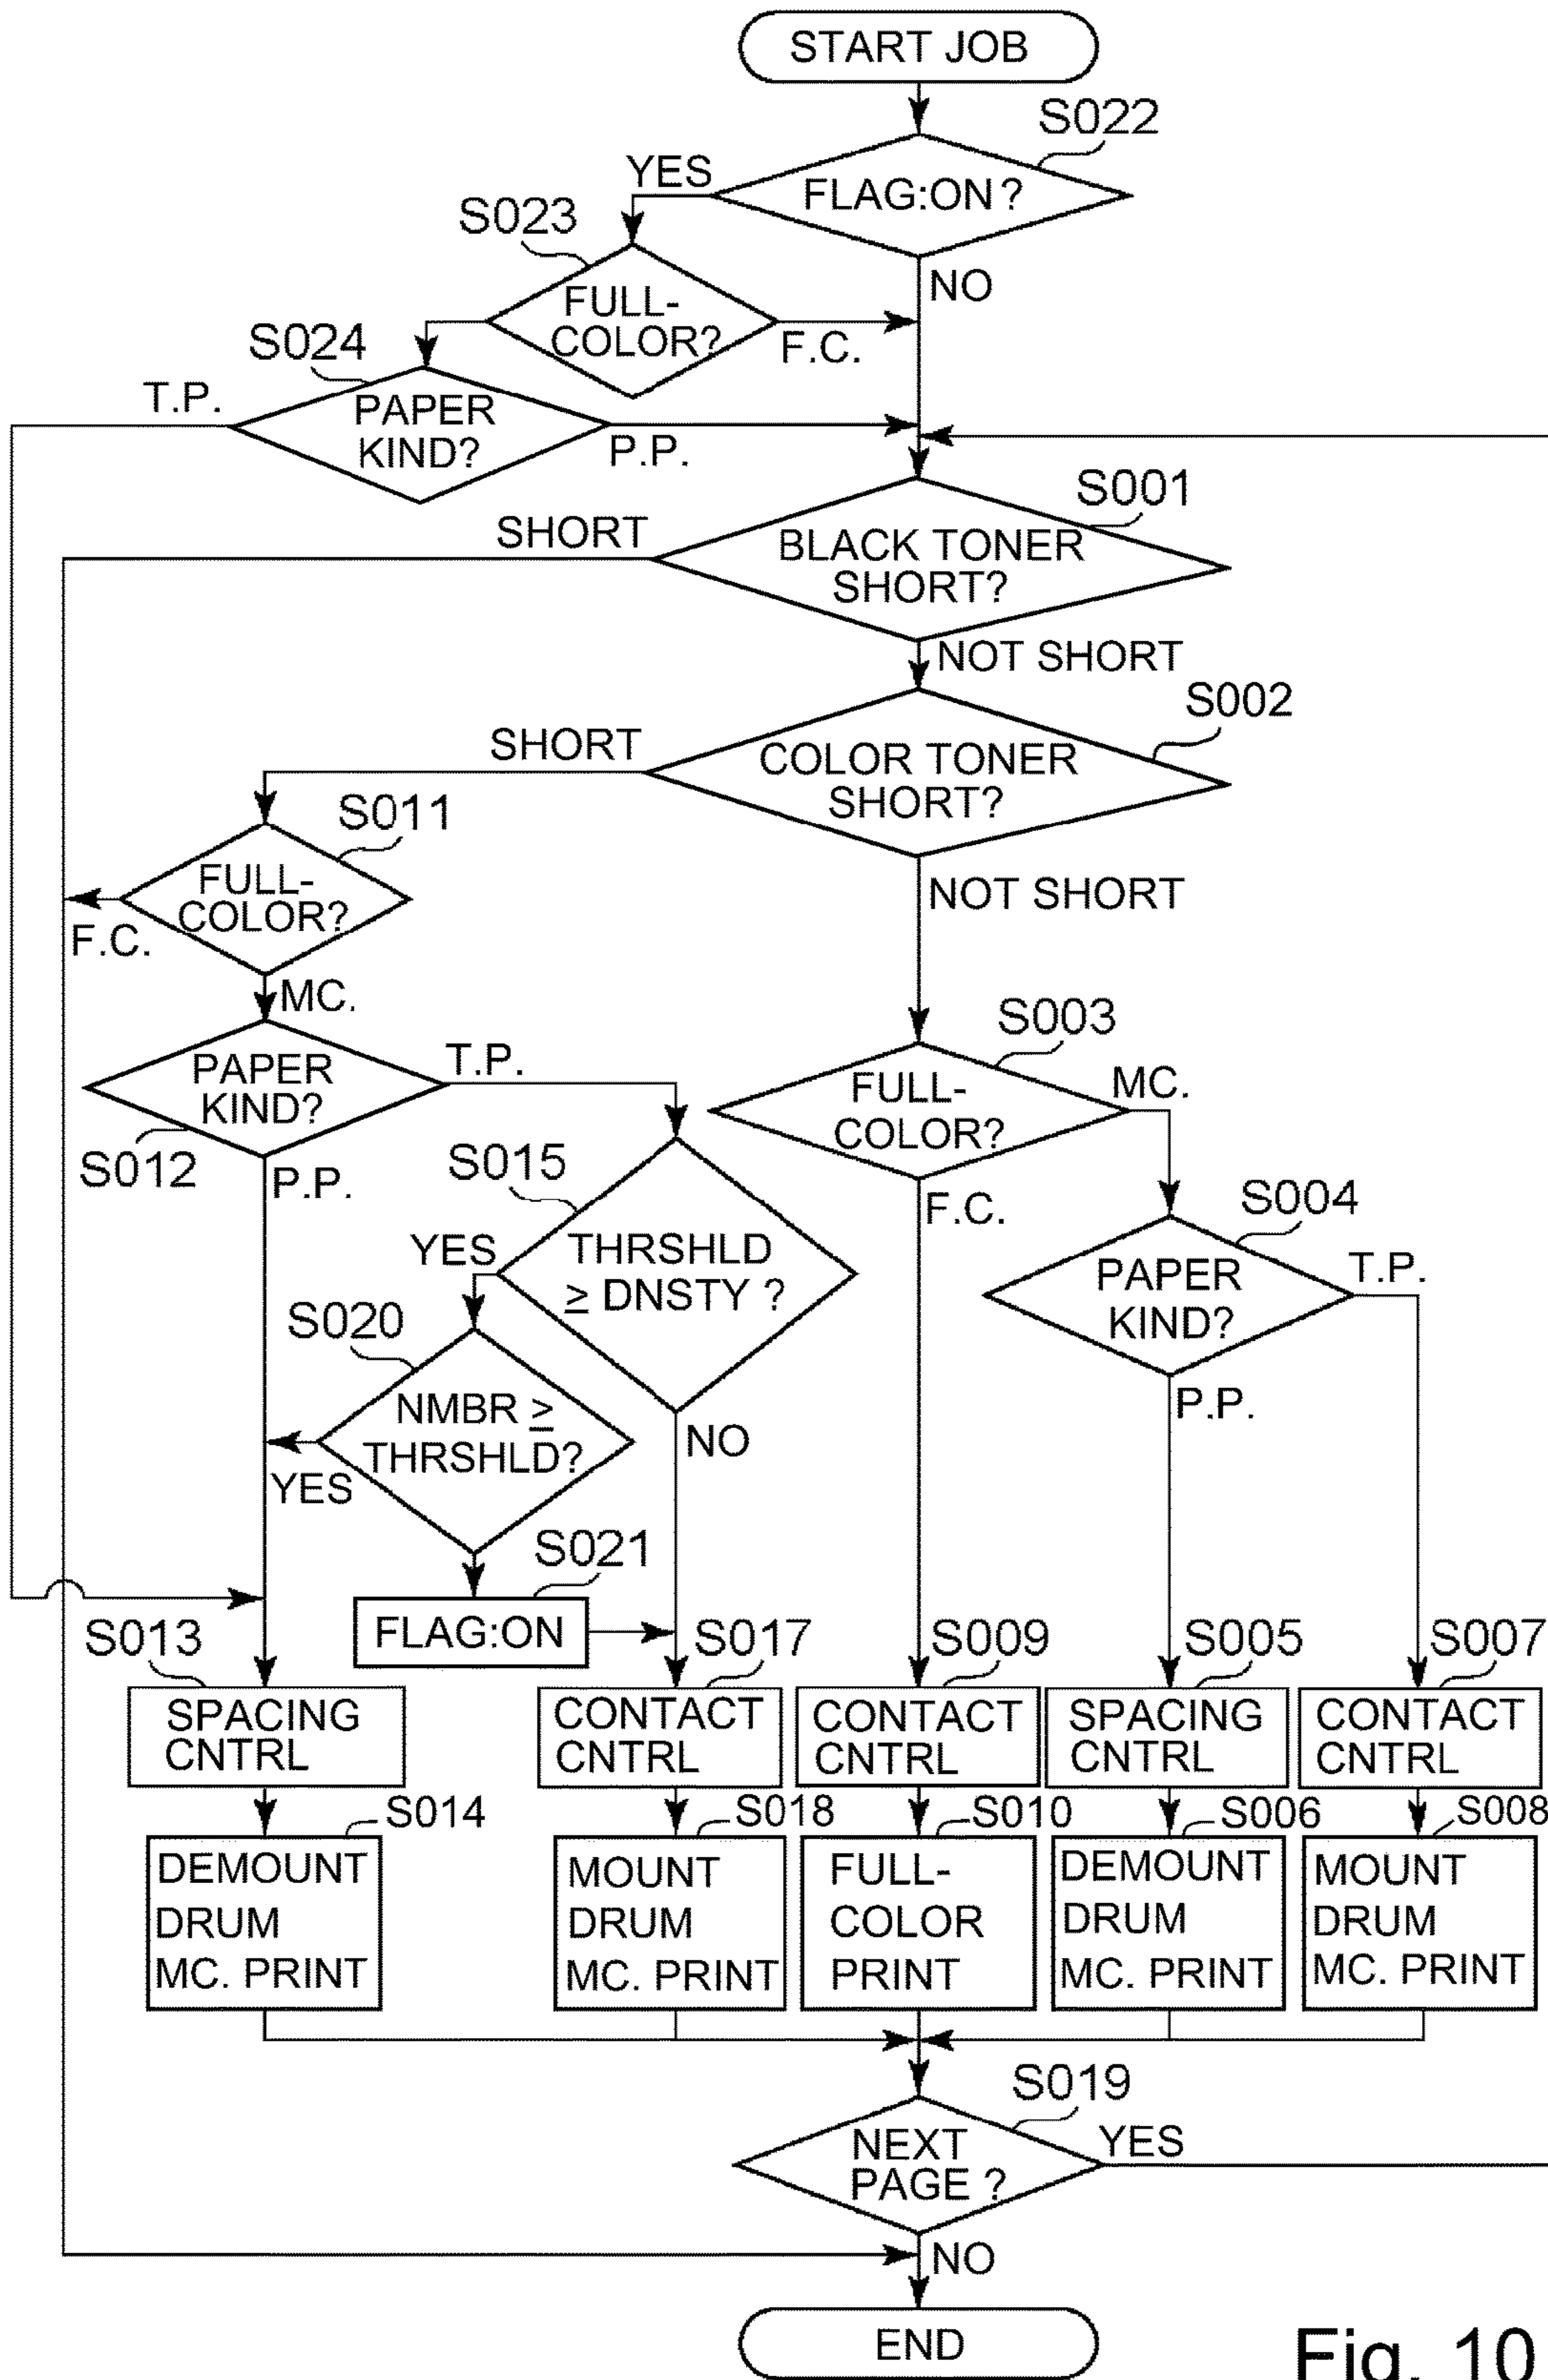 START JOB
S022
YES
FLAG:ON ?
S023
NO
FULL-
COLOR?
F.C.
S024
T.P.
PAPER
KIND?
P.P.
S001
SHORT
BLACK TONER
SHORT?
NOT SHORT
S002
SHORT
COLOR TONER
SHORT?
S011
NOT SHORT
FULL-
COLOR?
F.C.
MC.
S003
PAPER
KIND?
T.P.
FULL-
COLOR?
MC.
S012
P.P.
S015
F.C.
S004
YES
THRSHLD
≥ DNSTY ?
PAPER
KIND?
T.P.
S020
NMBR ≥
THRSHLD?
NO
P.P.
YES
S021
FLAG:ON
S013
S017
S009
S005
S007
SPACING
CNTRL
CONTACT
CNTRL
CONTACT
CNTRL
SPACING
CNTRL
CONTACT
CNTRL
S014
S018
S010
S006
S008
DEMOUNT
DRUM
MC. PRINT
MOUNT
DRUM
MC. PRINT
FULL-
COLOR
PRINT
DEMOUNT
DRUM
MC. PRINT
MOUNT
DRUM
MC. PRINT
S019
NEXT
PAGE ?
YES
NO
END
Fig. 10